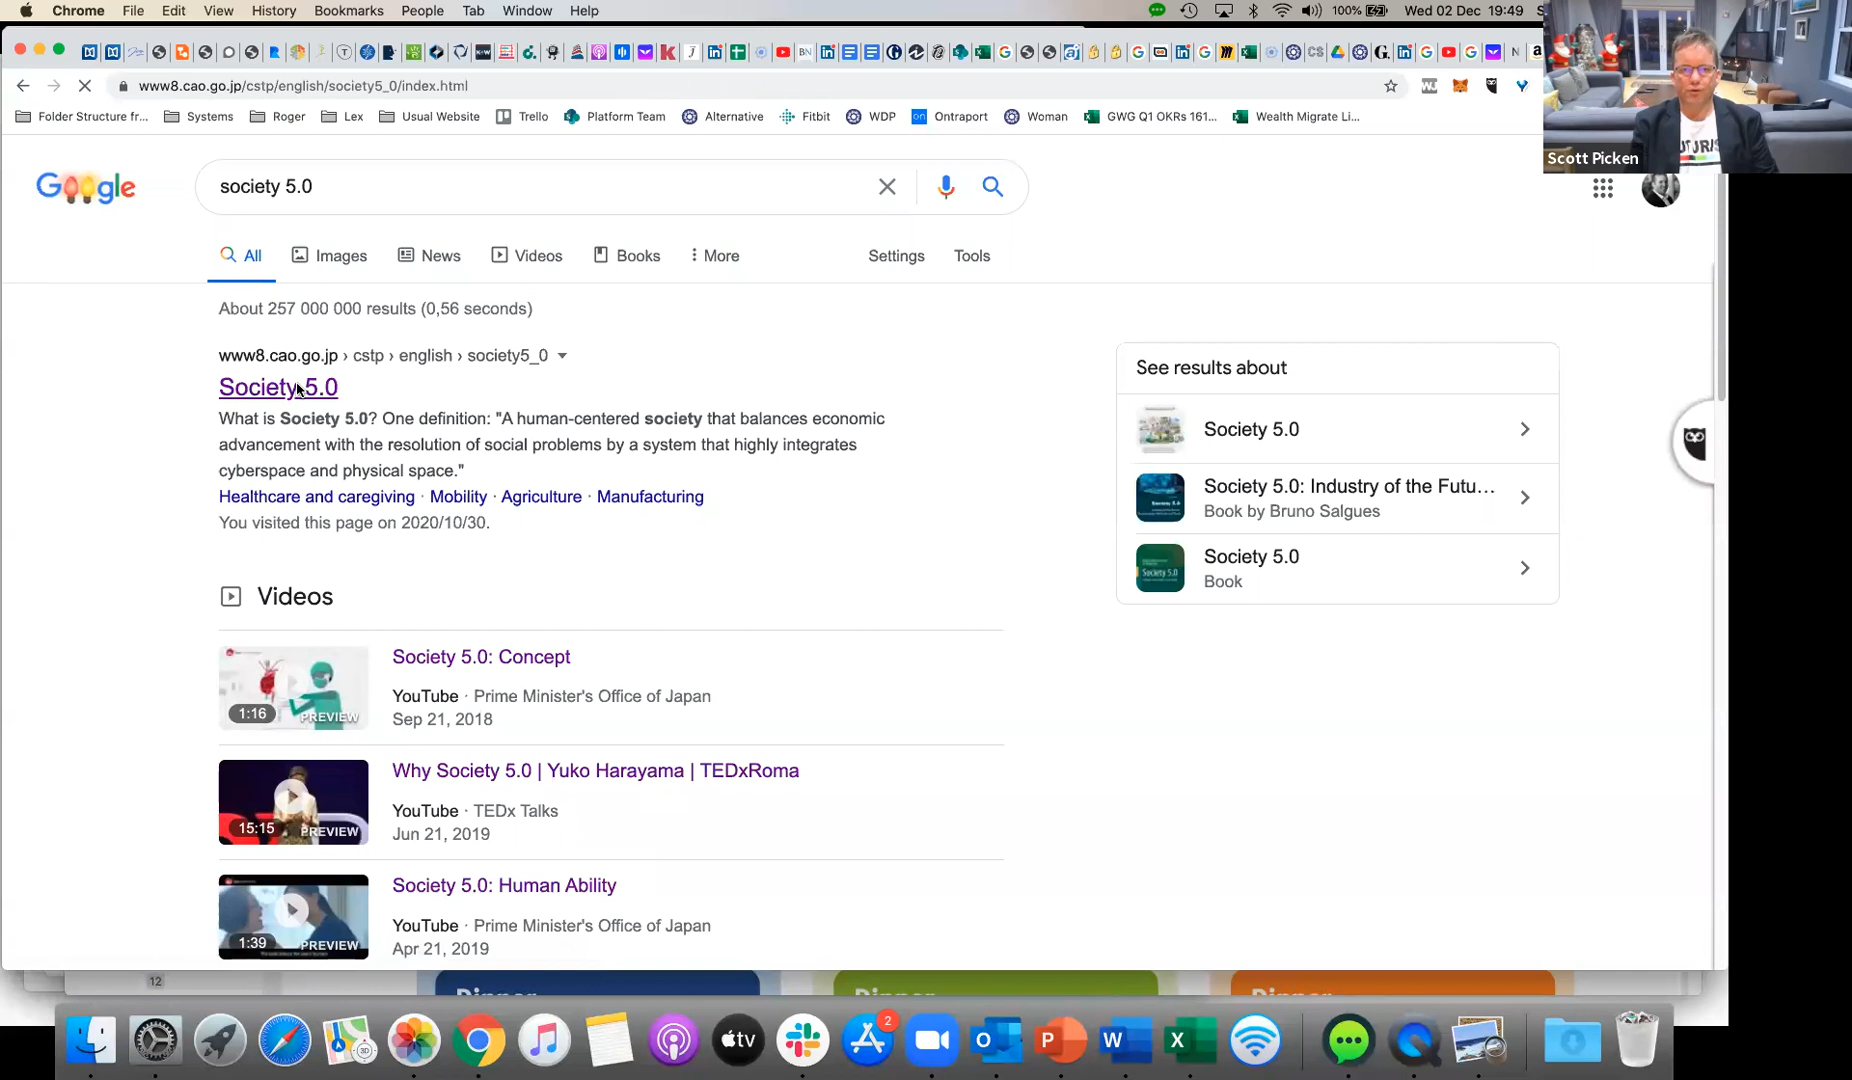 Chrome File Edit View History Bookmarks People Tab Window Help 100% Wed 02 Dec 19:49
www8.cao.go.jp/cstp/english/society5_0/index.html
Folder Structure fr... Systems Roger Lex Usual Website Trello Platform Team Alternative Fitbit WDP Ontraport Woman GWG Q1 OKRs 161... Wealth Migrate Li...
Scott Picken
Google society 5.0
All Images News Videos Books More Settings Tools
About 257 000 000 results (0,56 seconds)
www8.cao.go.jp › cstp › english › society5_0
Society 5.0
What is Society 5.0? One definition: "A human-centered society that balances economic
advancement with the resolution of social problems by a system that highly integrates
cyberspace and physical space."
Healthcare and caregiving · Mobility · Agriculture · Manufacturing
You visited this page on 2020/10/30.
See results about
Society 5.0
Society 5.0: Industry of the Futu...
Book by Bruno Salgues
Society 5.0
Book
Videos
Society 5.0: Concept
YouTube · Prime Minister's Office of Japan
Sep 21, 2018
1:16 PREVIEW
Why Society 5.0 | Yuko Harayama | TEDxRoma
YouTube · TEDx Talks
Jun 21, 2019
15:15 PREVIEW
Society 5.0: Human Ability
YouTube · Prime Minister's Office of Japan
Apr 21, 2019
1:39 PREVIEW
12
Dinner Dinner Dinner
2
tv